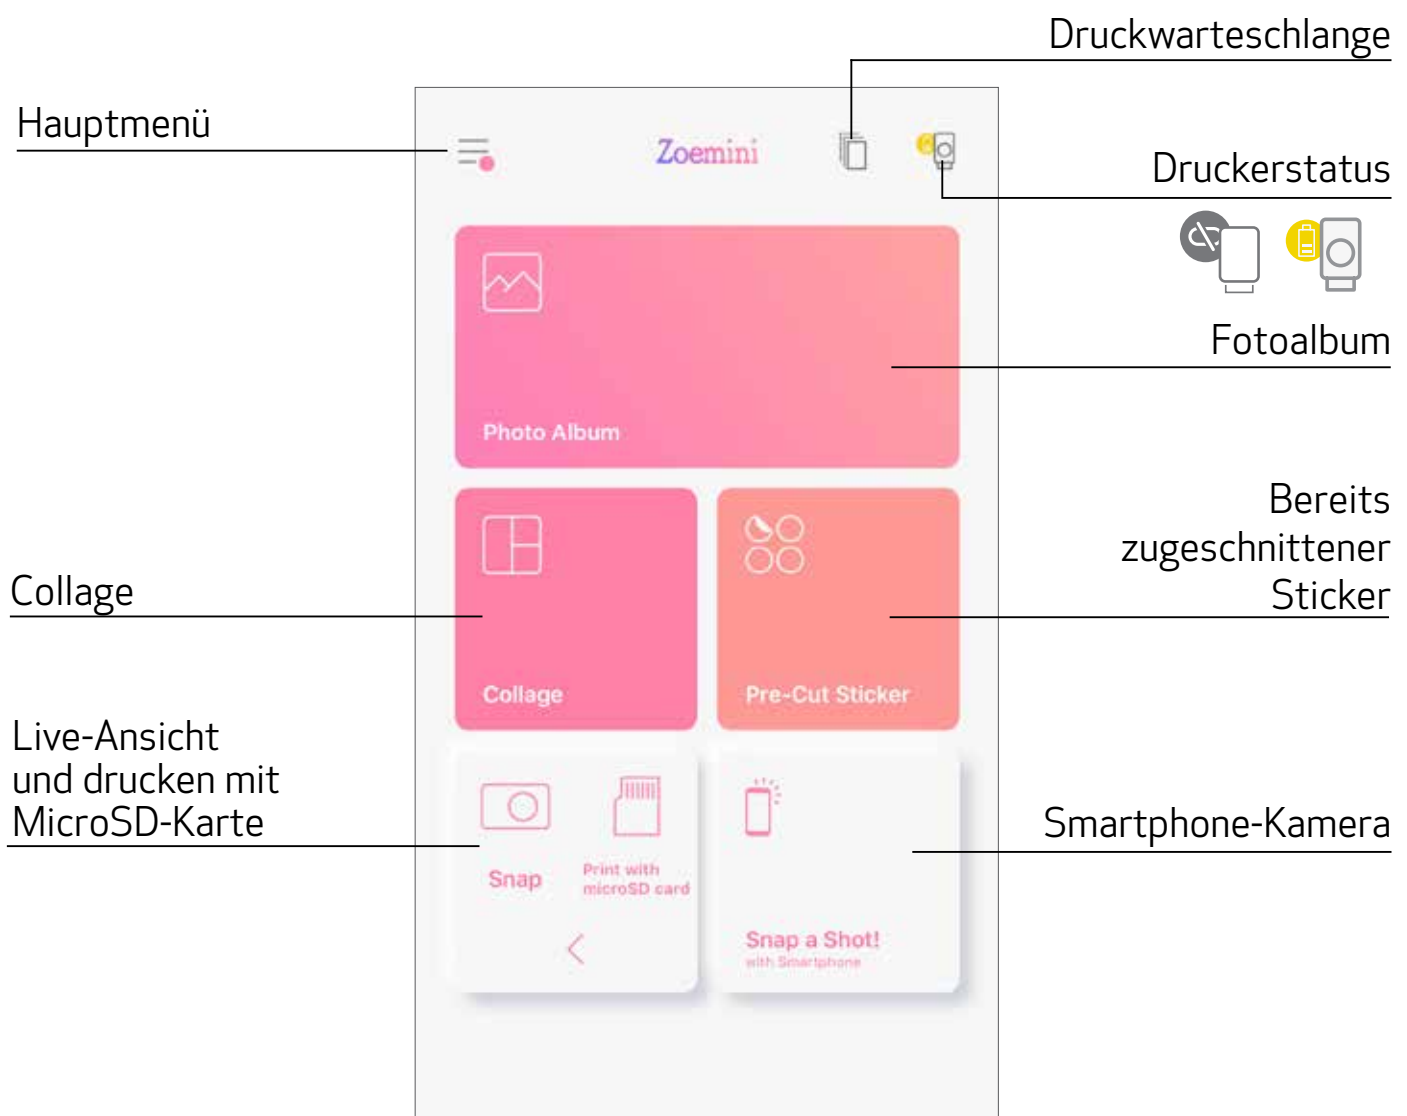 Druckwarteschlange
Hauptmenü
Zoemini
Druckerstatus
Fotoalbum
Photo Album
Bereits
zugeschnittener
Sticker
Collage
Collage
Pre-Cut Sticker
Live-Ansicht
und drucken mit
MicroSD-Karte
Smartphone-Kamera
Snap
Print with
microSD card
Snap a Shot!
with Smartphone